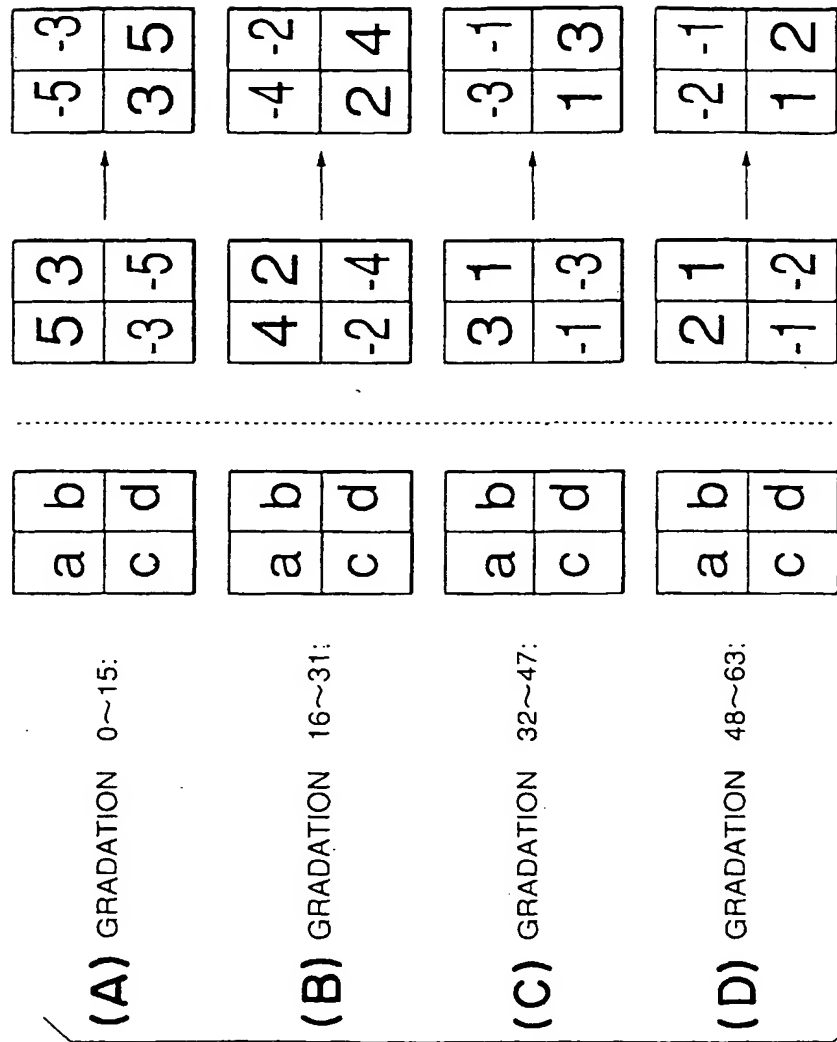 a b 5 3 -5 -3
(A) GRADATION 0~15:
c d -3 -5 3 5
a b 4 2 -4 -2
(B) GRADATION 16~31:
c d -2 -4 2 4
a b 3 1 -3 -1
(C) GRADATION 32~47:
c d -1 -3 1 3
a b 2 1 -2 -1
(D) GRADATION 48~63:
c d -1 -2 1 2